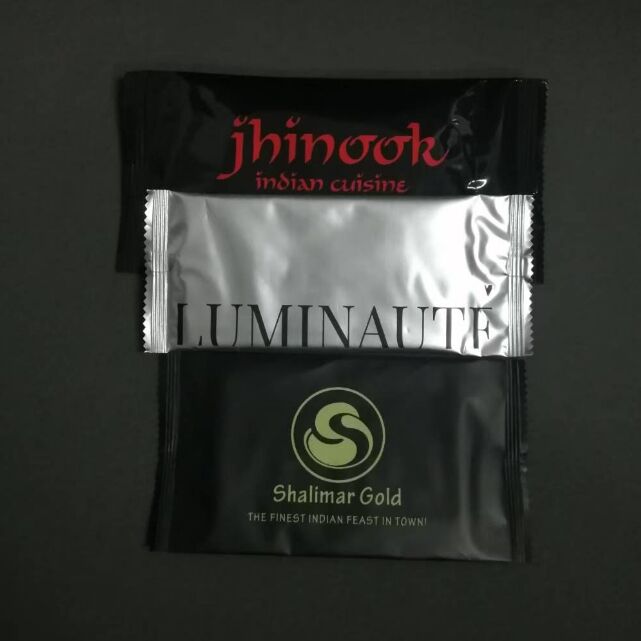 jhinook
indian cuisine
LUMINAUTÉ
Shalimar Gold
THE FINEST INDIAN FEAST IN TOWN!